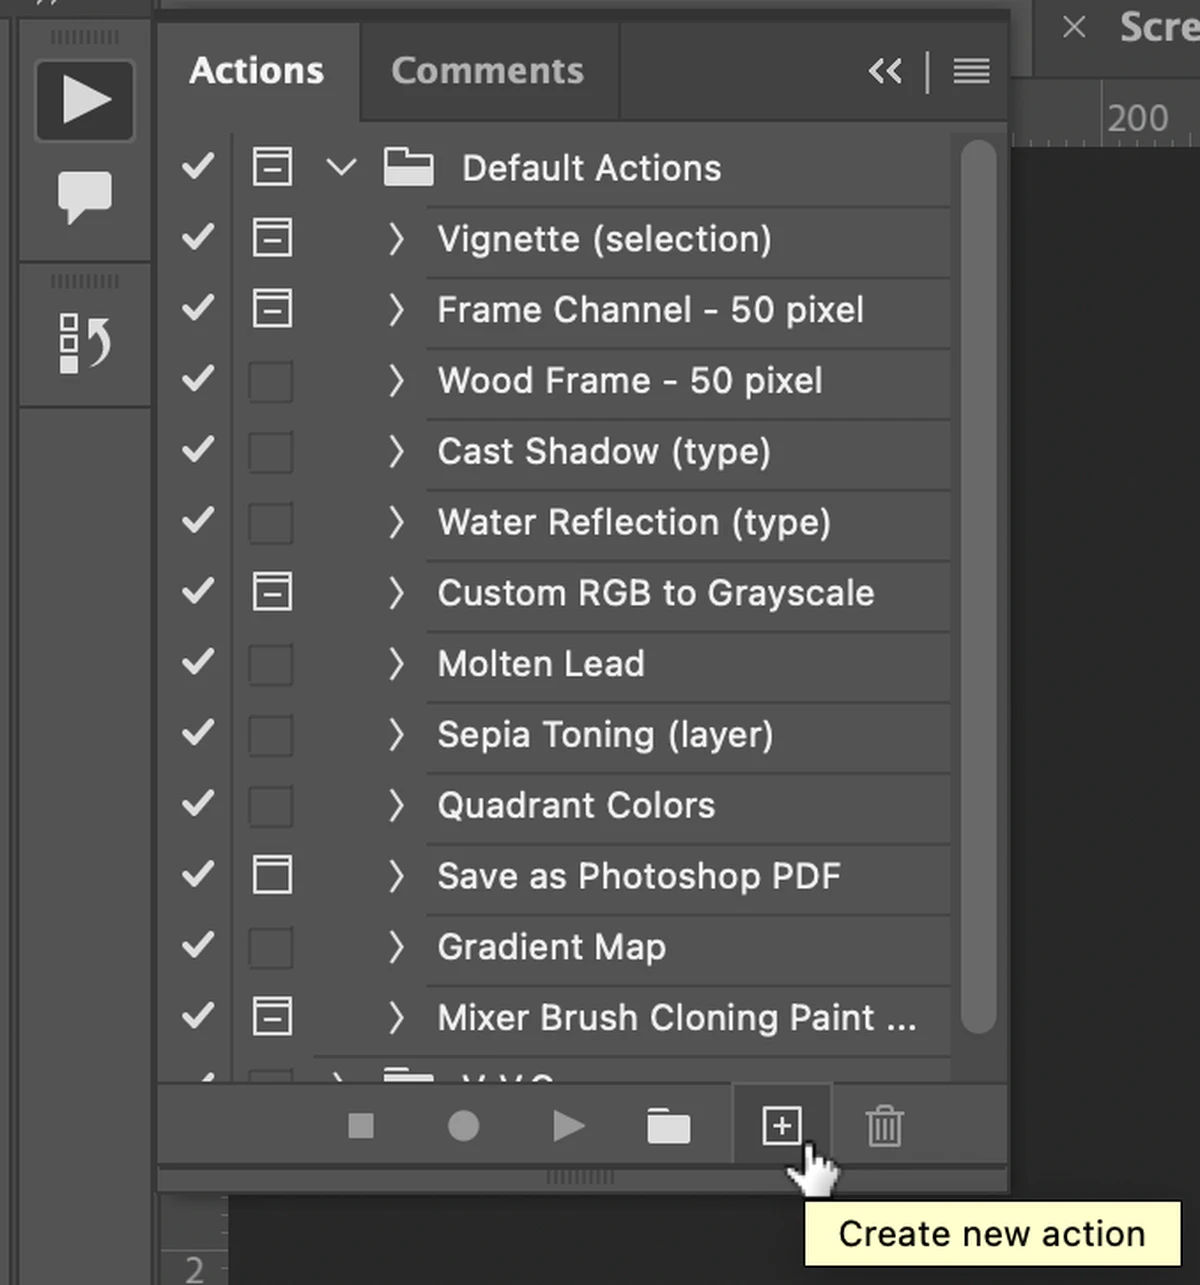 Actions
Comments
Scre
200
Default Actions
Vignette (selection)
Frame Channel - 50 pixel
Wood Frame - 50 pixel
Cast Shadow (type)
Water Reflection (type)
Custom RGB to Grayscale
Molten Lead
Sepia Toning (layer)
Quadrant Colors
Save as Photoshop PDF
Gradient Map
Mixer Brush Cloning Paint ...
Create new action
2